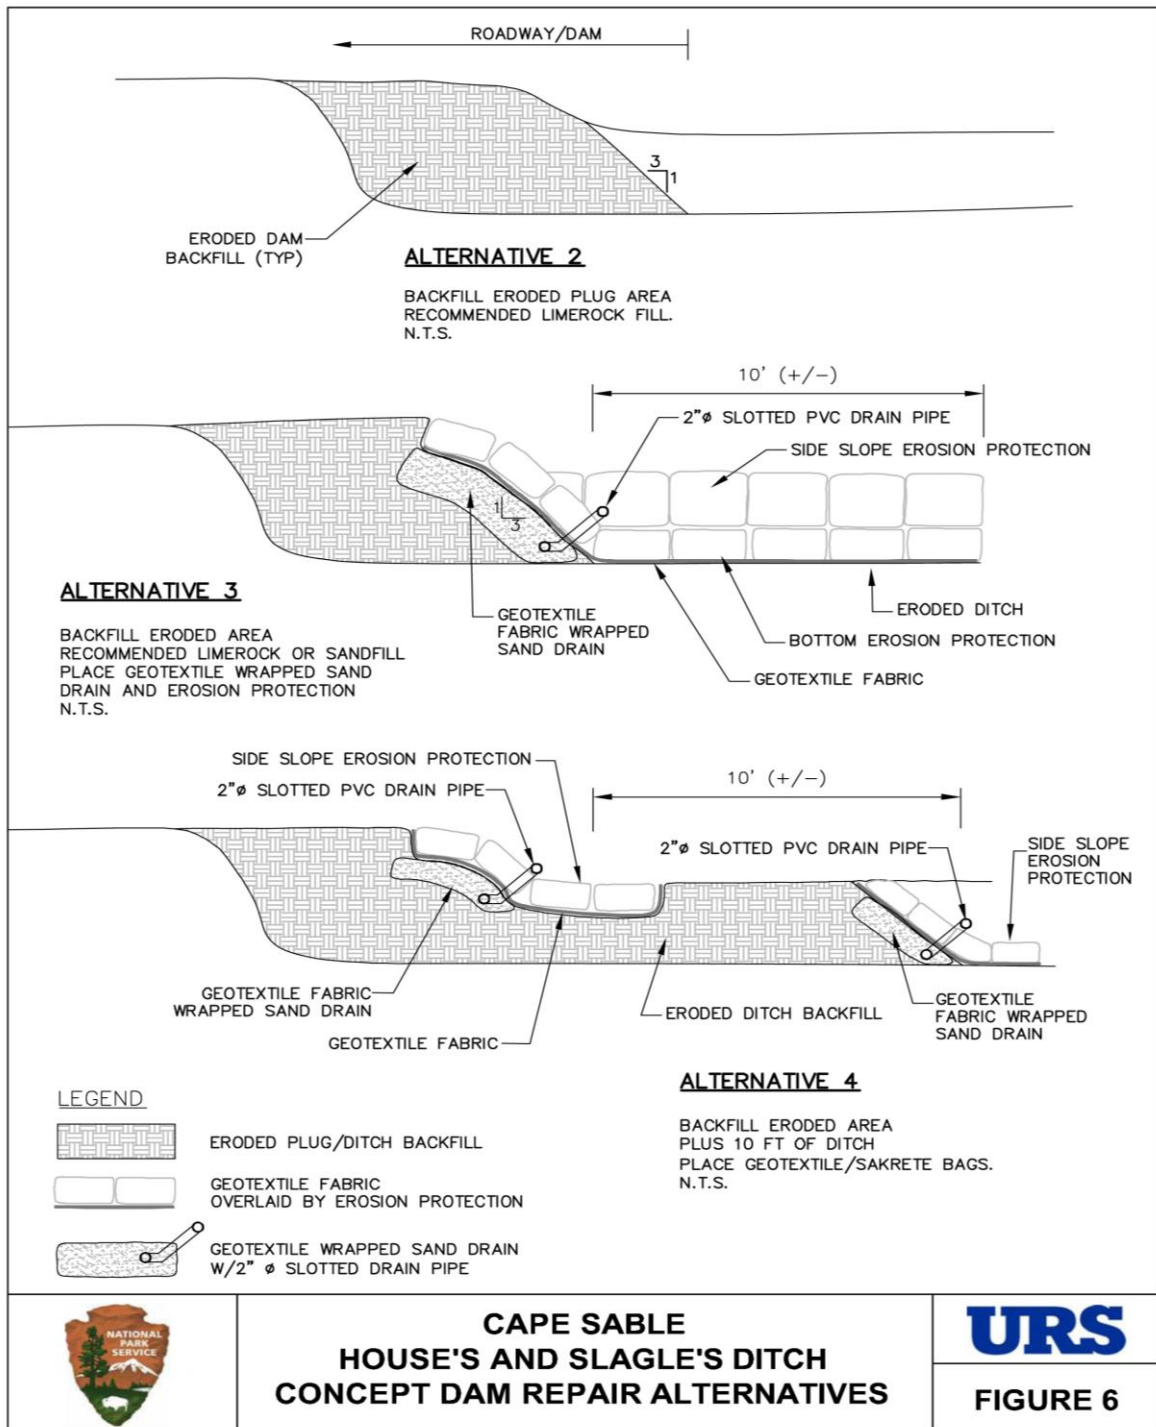 ROADWAY/DAM
3
1
ERODED DAM
BACKFILL (TYP)
ALTERNATIVE 2
BACKFILL ERODED PLUG AREA
RECOMMENDED LIMEROCK FILL.
N.T.S.
10' (+/-)
2"ø SLOTTED PVC DRAIN PIPE
SIDE SLOPE EROSION PROTECTION
1
3
ALTERNATIVE 3
BACKFILL ERODED AREA
RECOMMENDED LIMEROCK OR SANDFILL
PLACE GEOTEXTILE WRAPPED SAND
DRAIN AND EROSION PROTECTION
N.T.S.
GEOTEXTILE
FABRIC WRAPPED
SAND DRAIN
ERODED DITCH
BOTTOM EROSION PROTECTION
GEOTEXTILE FABRIC
SIDE SLOPE EROSION PROTECTION
2"ø SLOTTED PVC DRAIN PIPE
10' (+/-)
2"ø SLOTTED PVC DRAIN PIPE
SIDE SLOPE
EROSION
PROTECTION
GEOTEXTILE FABRIC
WRAPPED SAND DRAIN
GEOTEXTILE FABRIC
ERODED DITCH BACKFILL
GEOTEXTILE
FABRIC WRAPPED
SAND DRAIN
ALTERNATIVE 4
BACKFILL ERODED AREA
PLUS 10 FT OF DITCH
PLACE GEOTEXTILE/SAKRETE BAGS.
N.T.S.
LEGEND
ERODED PLUG/DITCH BACKFILL
GEOTEXTILE FABRIC
OVERLAID BY EROSION PROTECTION
GEOTEXTILE WRAPPED SAND DRAIN
W/2" ø SLOTTED DRAIN PIPE
NATIONAL
PARK
SERVICE
CAPE SABLE
HOUSE'S AND SLAGLE'S DITCH
CONCEPT DAM REPAIR ALTERNATIVES
URS
FIGURE 6